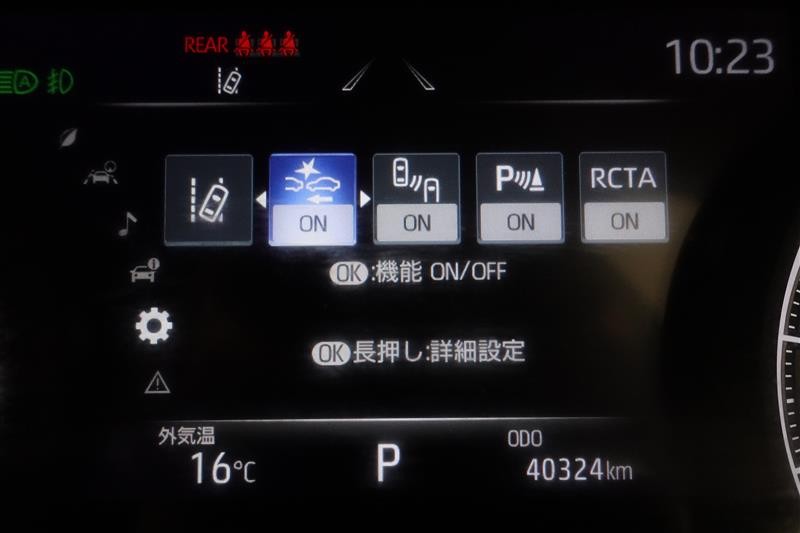 REAR
10:23
A
ON
ON
P
ON
RCTA
ON
OK:機能 ON/OFF
OK長押し:詳細設定
外気温
16℃
P
ODO
40324km